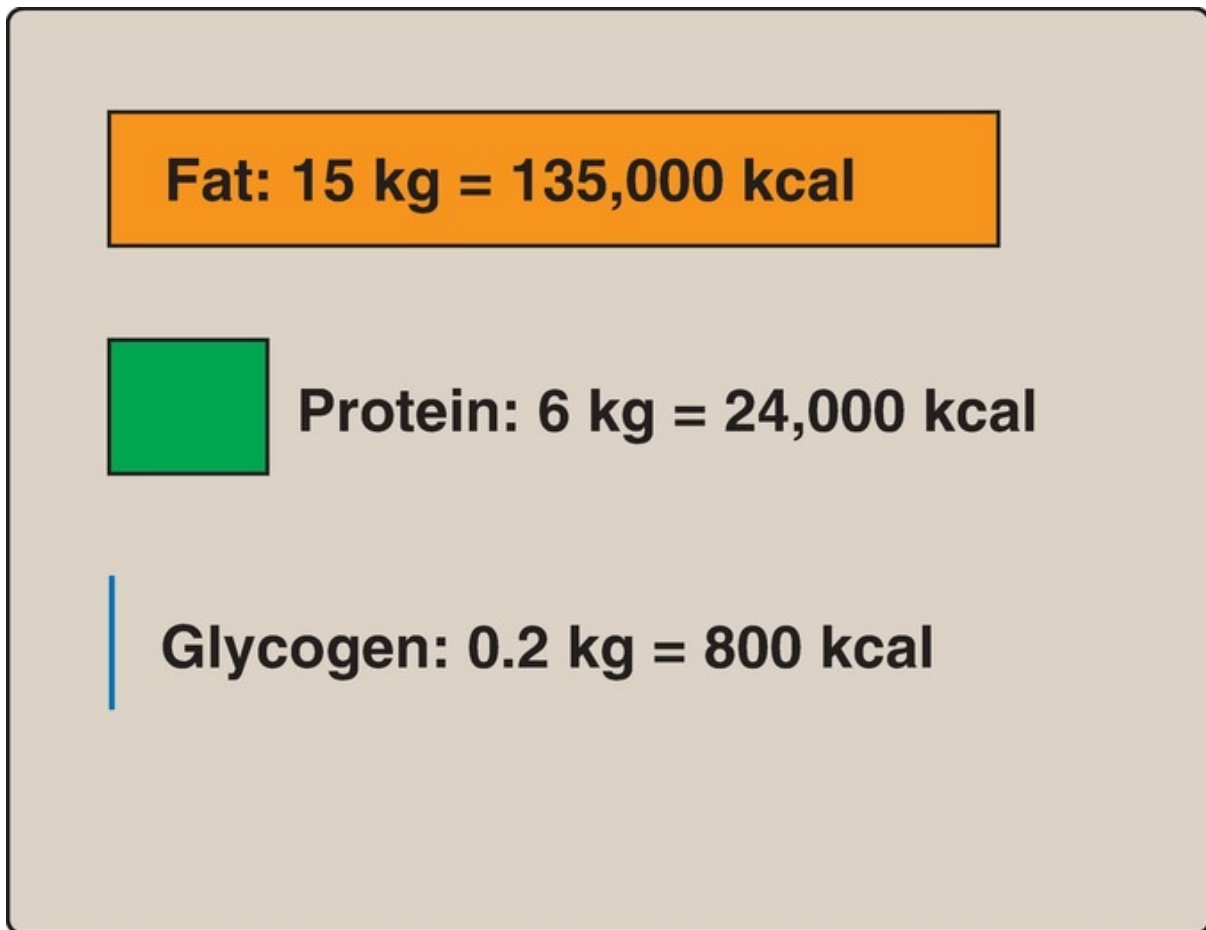 Fat: 15 kg = 135,000 kcal
Protein: 6 kg = 24,000 kcal
Glycogen: 0.2 kg = 800 kcal